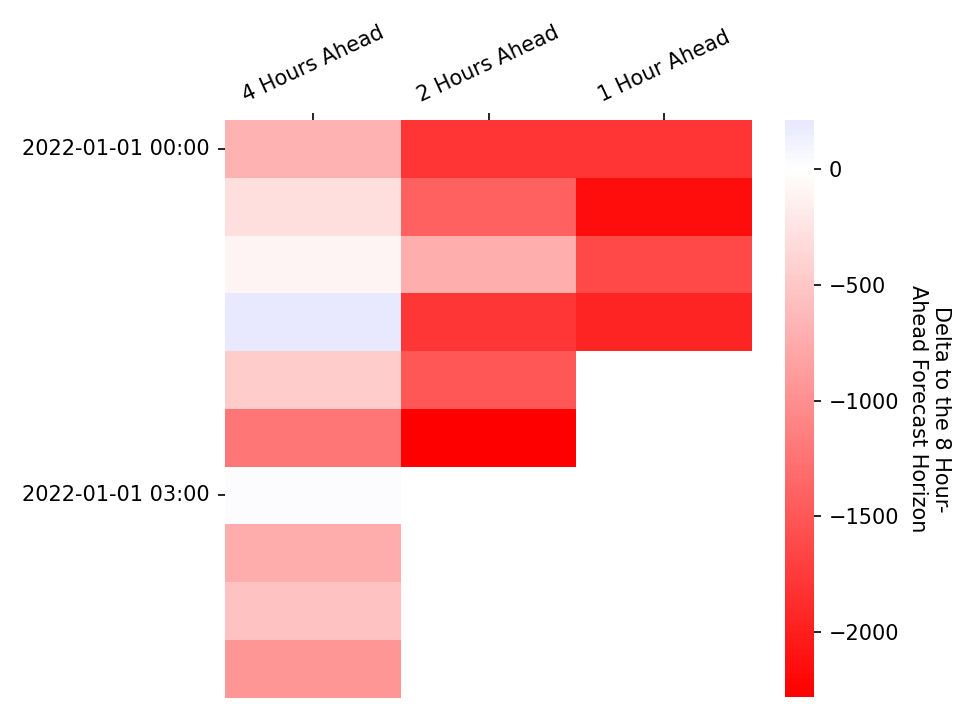 4 Hours Ahead
2 Hours Ahead
1 Hour Ahead
2022-01-01 00:00
2022-01-01 03:00
0
−500
−1000
−1500
−2000
Delta to the 8 Hour-
Ahead Forecast Horizon